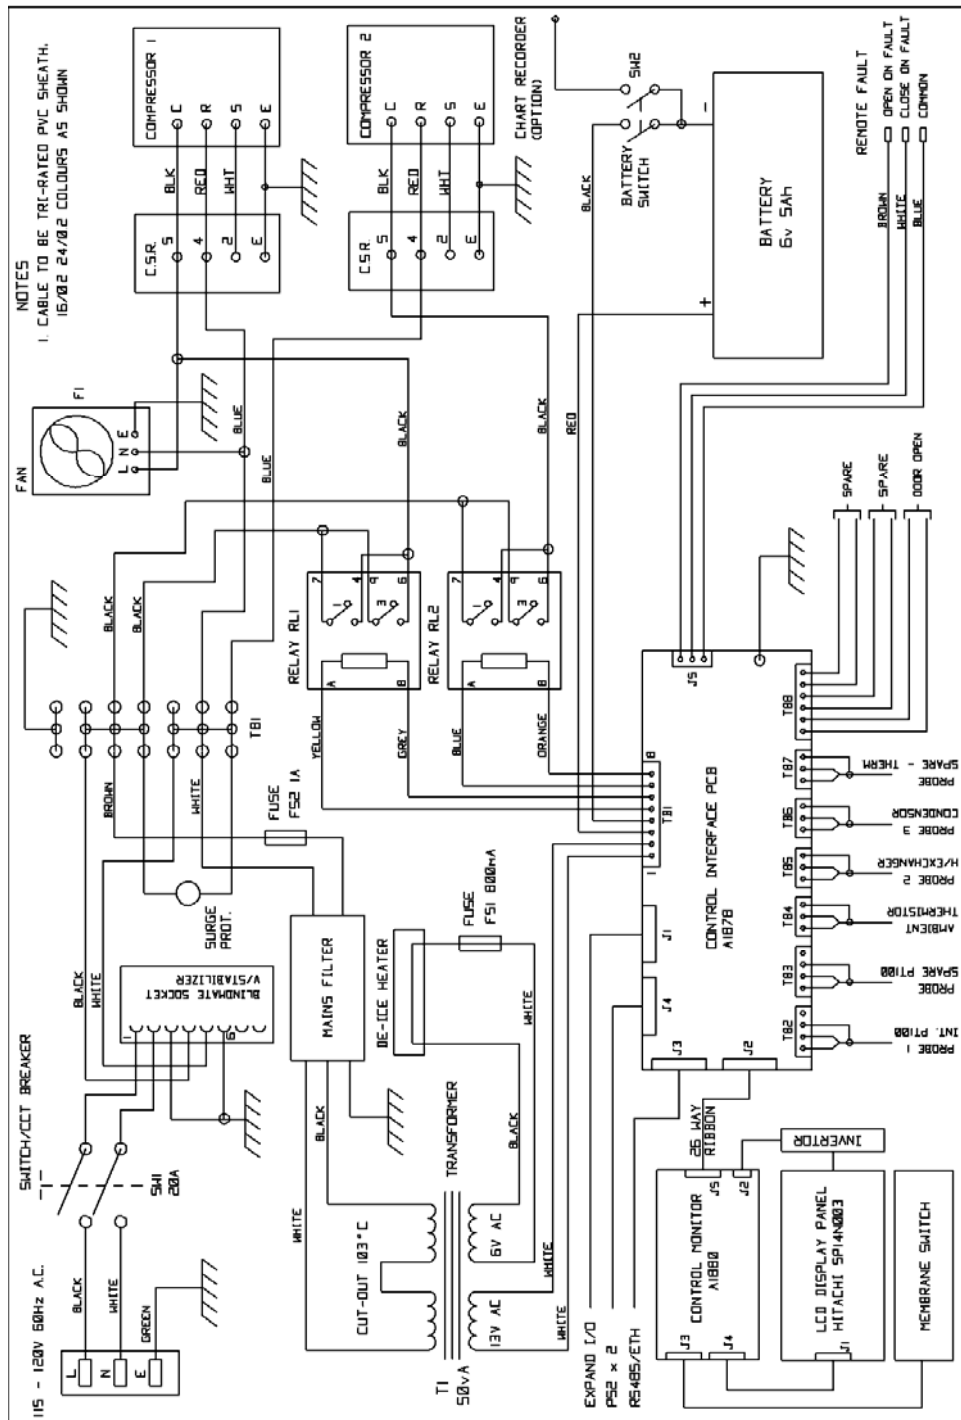 NOTES
1. CABLE TO BE TRI-RATED PVC SHEATH.
16/0.2 24/0.2 COLOURS AS SHOWN
115 - 120V 60Hz A.C.
L
N
E
BLACK
WHITE
GREEN
SWITCH/CCT BREAKER
SW1
20A
BLACK
WHITE
BLINDMATE SOCKET
V/STABILIZER
1
6
SURGE
PROT.
BROWN
WHITE
TB1
BLACK
BLACK
FAN
F1
L N E
BLUE
BLUE
C.S.R.
5
4
2
E
BLK
RED
WHT
COMPRESSOR 1
C
R
S
E
C.S.R.
5
4
2
E
BLK
RED
WHT
COMPRESSOR 2
C
R
S
E
FUSE
FS2 1A
MAINS FILTER
BLACK
WHITE
CUT-OUT 103°C
TRANSFORMER
T1
50vA
13V AC
6V AC
WHITE
WHITE
BLACK
WHITE
DE-ICE HEATER
FUSE
FS1 800mA
RELAY RL1
7
4
9
6
A
B
YELLOW
GREY
BLACK
RELAY RL2
7
4
9
6
A
B
BLUE
ORANGE
BLACK
RED
BLACK
CHART RECORDER
(OPTION)
SW2
BATTERY
SWITCH
BATTERY
6v 5Ah
+
-
REMOTE FAULT
OPEN ON FAULT
CLOSE ON FAULT
COMMON
BROWN
WHITE
BLUE
CONTROL INTERFACE PCB
A1878
TB1
1
8
J1
J4
J3
J2
J5
TB8
TB7
TB6
TB5
TB4
TB3
TB2
SPARE
SPARE
DOOR OPEN
PROBE
SPARE - THERM
PROBE 3
CONDENSOR
PROBE 2
H/EXCHANGER
AMBIENT
THERMISTOR
PROBE
SPARE PT100
PROBE 1
INT. PT100
EXPAND I/O
PS2 x 2
RS485/ETH
26 WAY
RIBBON
CONTROL MONITOR
A1880
J5
J2
J3
J4
INVERTOR
LCD DISPLAY PANEL
HITACHI SP14N003
J1
MEMBRANE SWITCH